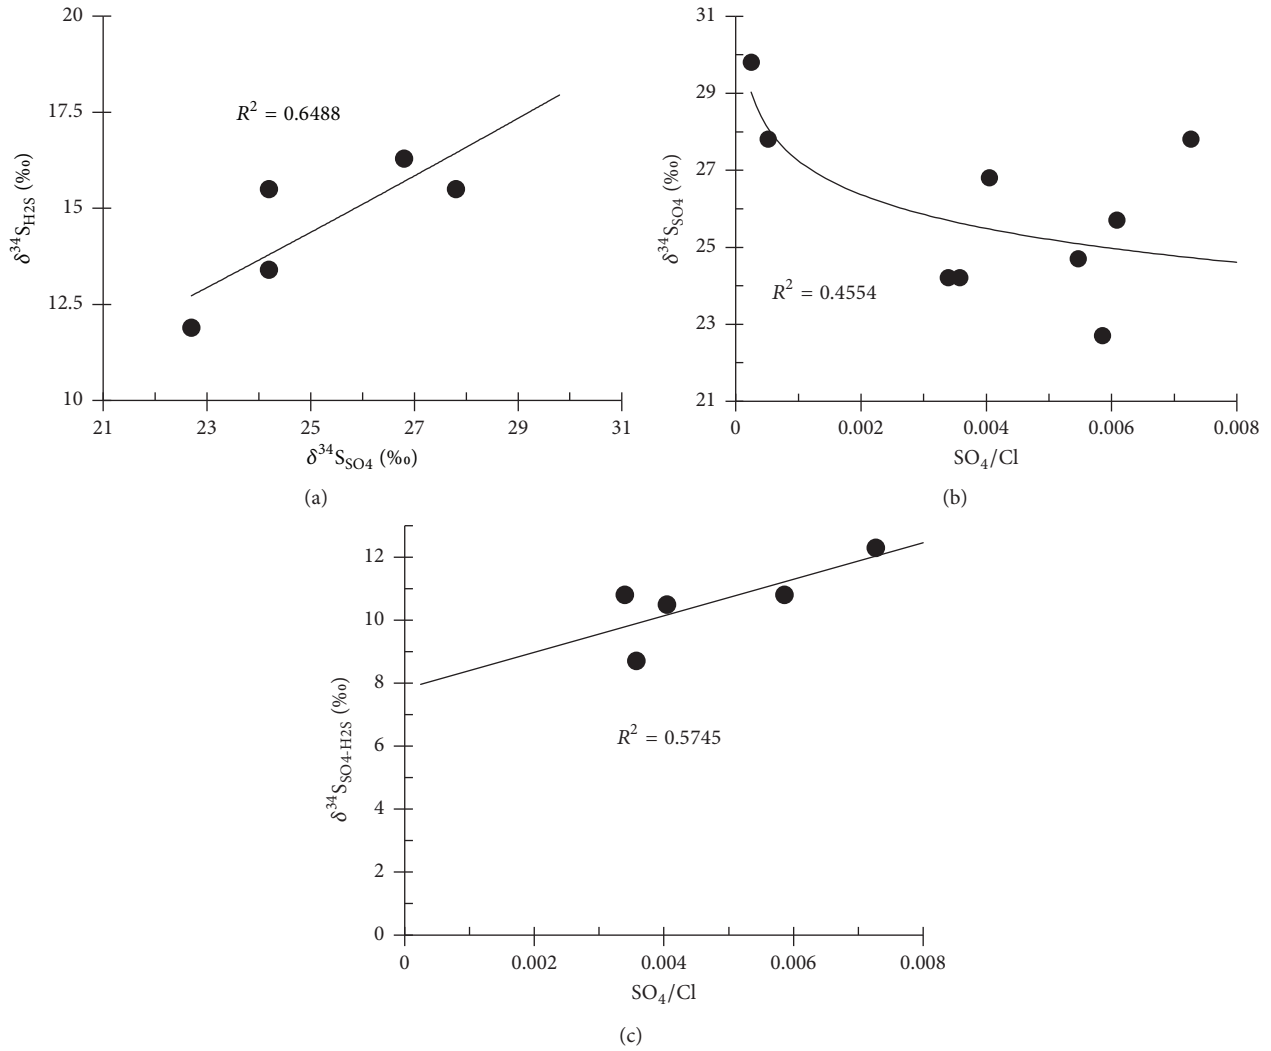 20
17.5
15
12.5
10
δ³⁴S_H2S (‰)
R² = 0.6488
21 23 25 27 29 31
δ³⁴S_SO4 (‰)
(a)
31
29
27
25
23
21
δ³⁴S_SO4 (‰)
R² = 0.4554
0 0.002 0.004 0.006 0.008
SO₄/Cl
(b)
12
10
8
6
4
2
0
δ³⁴S_SO4-H2S (‰)
R² = 0.5745
0 0.002 0.004 0.006 0.008
SO₄/Cl
(c)